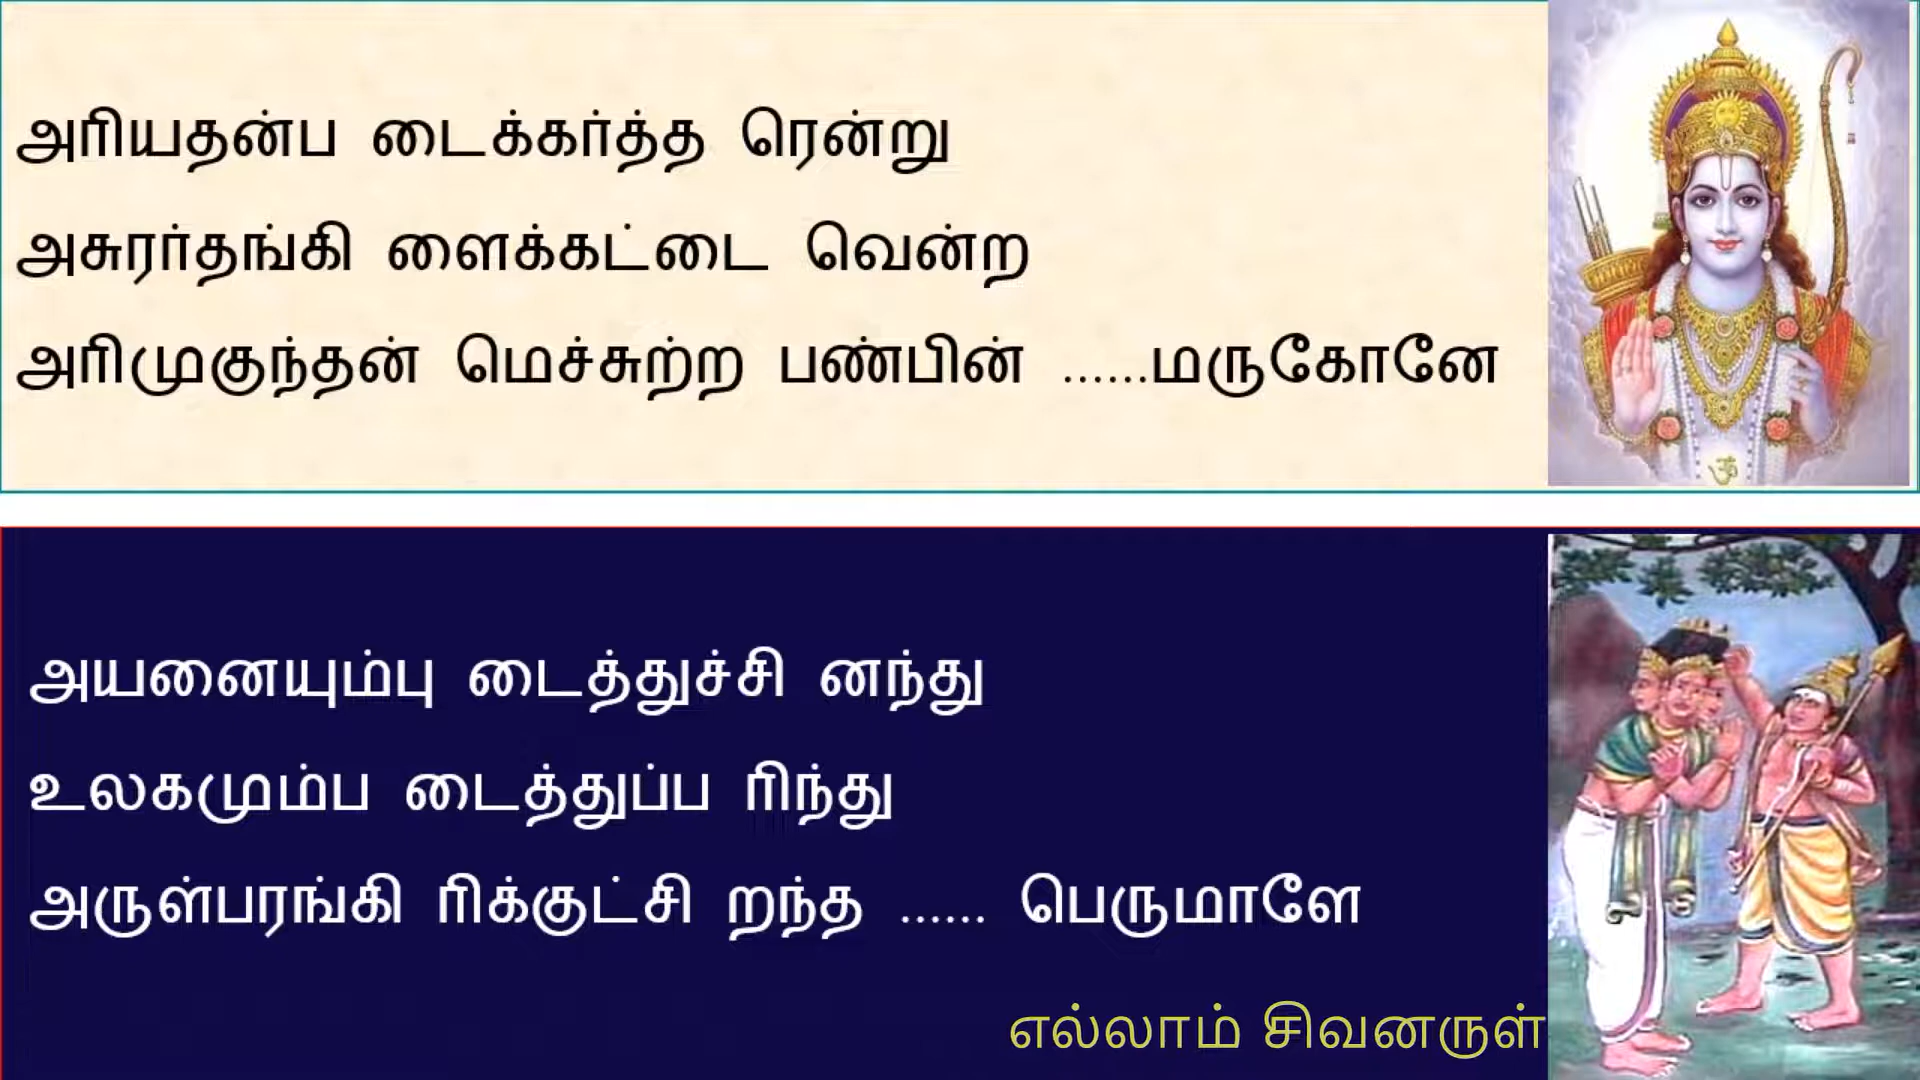 அரியதன்ப டைக்கர்த்த ரென்று
அசுரர்தங்கி ளைக்கட்டை வென்ற
அரிமுகுந்தன் மெச்சுற்ற பண்பின் ......மருகோனே
அயனையும்பு டைத்துச்சி னந்து
உலகமும்ப டைத்துப்ப ரிந்து
அருள்பரங்கி ரிக்குட்சி றந்த ...... பெருமாளே
எல்லாம் சிவனருள்